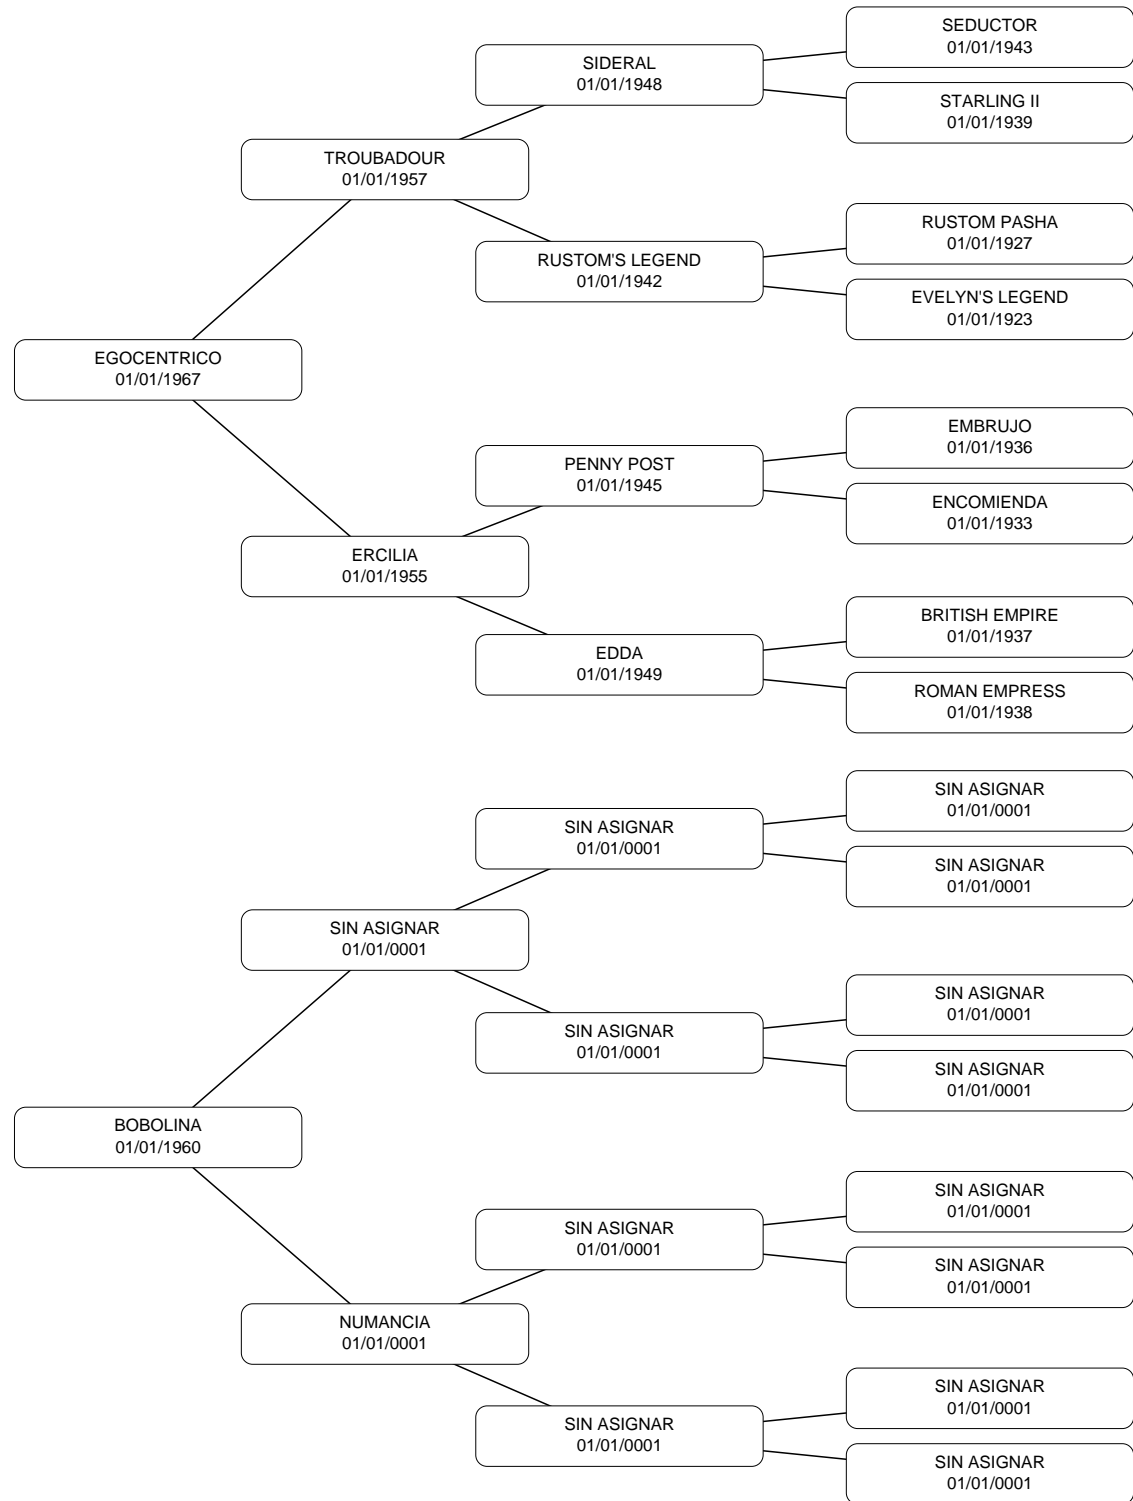 SEDUCTOR
01/01/1943
SIDERAL
01/01/1948
STARLING II
01/01/1939
TROUBADOUR
01/01/1957
RUSTOM PASHA
01/01/1927
RUSTOM'S LEGEND
01/01/1942
EVELYN'S LEGEND
01/01/1923
EGOCENTRICO
01/01/1967
EMBRUJO
01/01/1936
PENNY POST
01/01/1945
ENCOMIENDA
01/01/1933
ERCILIA
01/01/1955
BRITISH EMPIRE
01/01/1937
EDDA
01/01/1949
ROMAN EMPRESS
01/01/1938
SIN ASIGNAR
01/01/0001
SIN ASIGNAR
01/01/0001
SIN ASIGNAR
01/01/0001
SIN ASIGNAR
01/01/0001
SIN ASIGNAR
01/01/0001
SIN ASIGNAR
01/01/0001
SIN ASIGNAR
01/01/0001
BOBOLINA
01/01/1960
SIN ASIGNAR
01/01/0001
SIN ASIGNAR
01/01/0001
SIN ASIGNAR
01/01/0001
NUMANCIA
01/01/0001
SIN ASIGNAR
01/01/0001
SIN ASIGNAR
01/01/0001
SIN ASIGNAR
01/01/0001